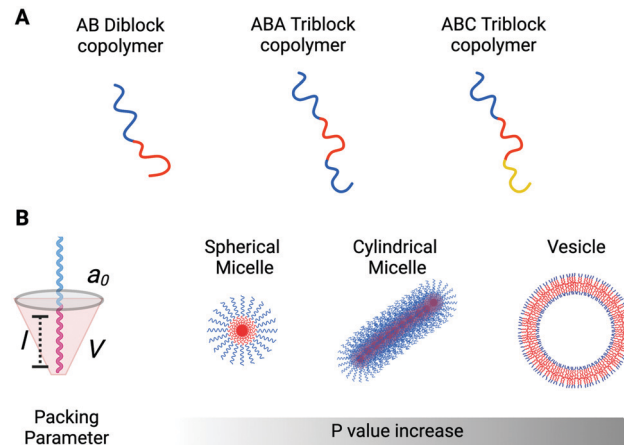 A
AB Diblock
copolymer
ABA Triblock
copolymer
ABC Triblock
copolymer
B
a0
l
V
Packing
Parameter
Spherical
Micelle
Cylindrical
Micelle
Vesicle
P value increase